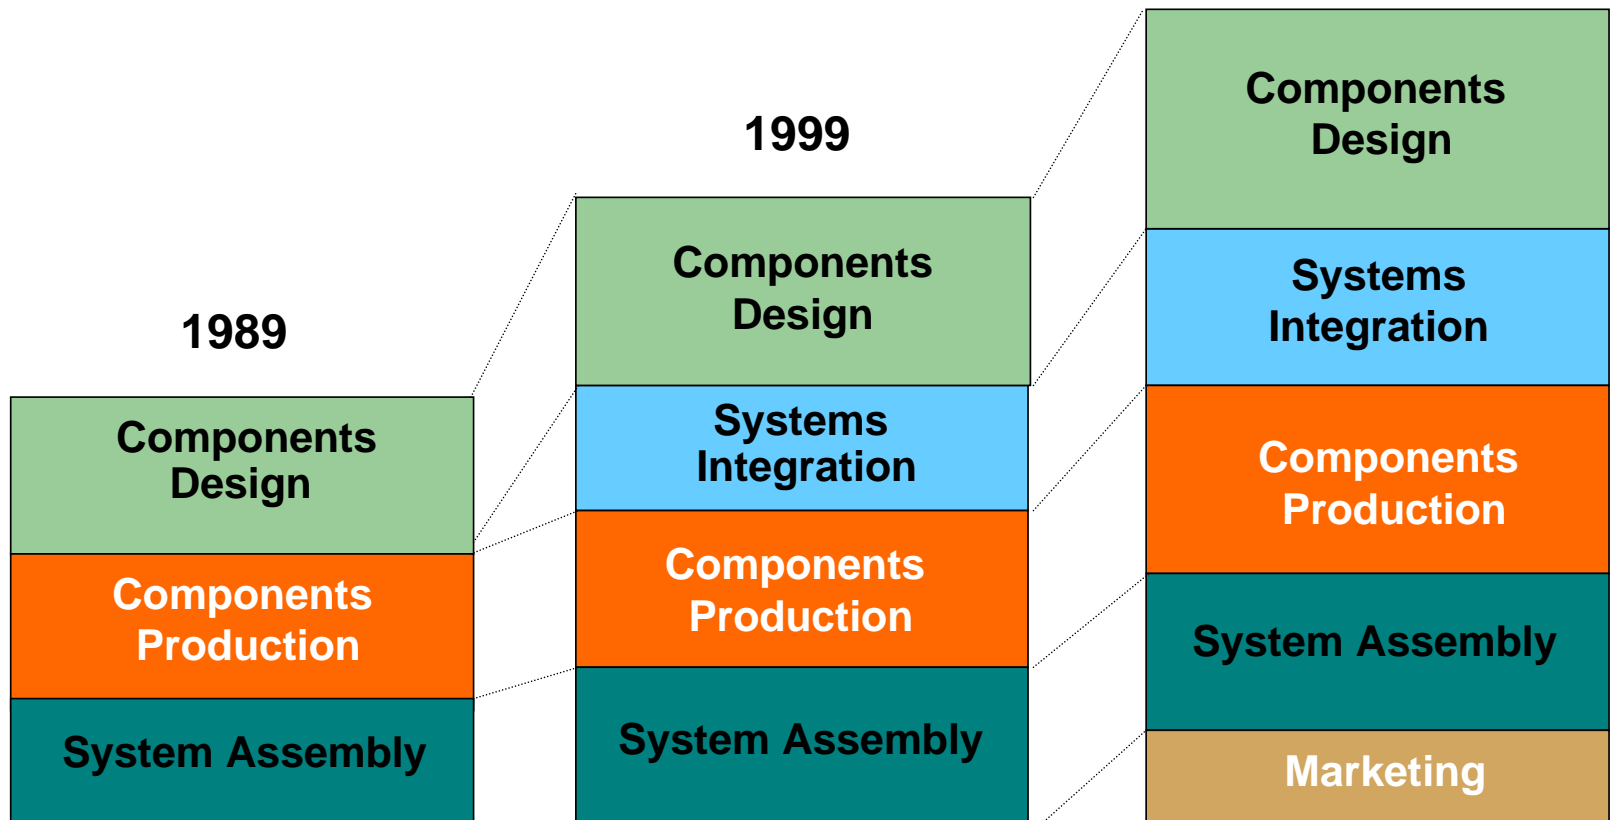 1989
Components
Design
Components
Production
System Assembly
1999
Components
Design
Systems
Integration
Components
Production
System Assembly
Components
Design
Systems
Integration
Components
Production
System Assembly
Marketing